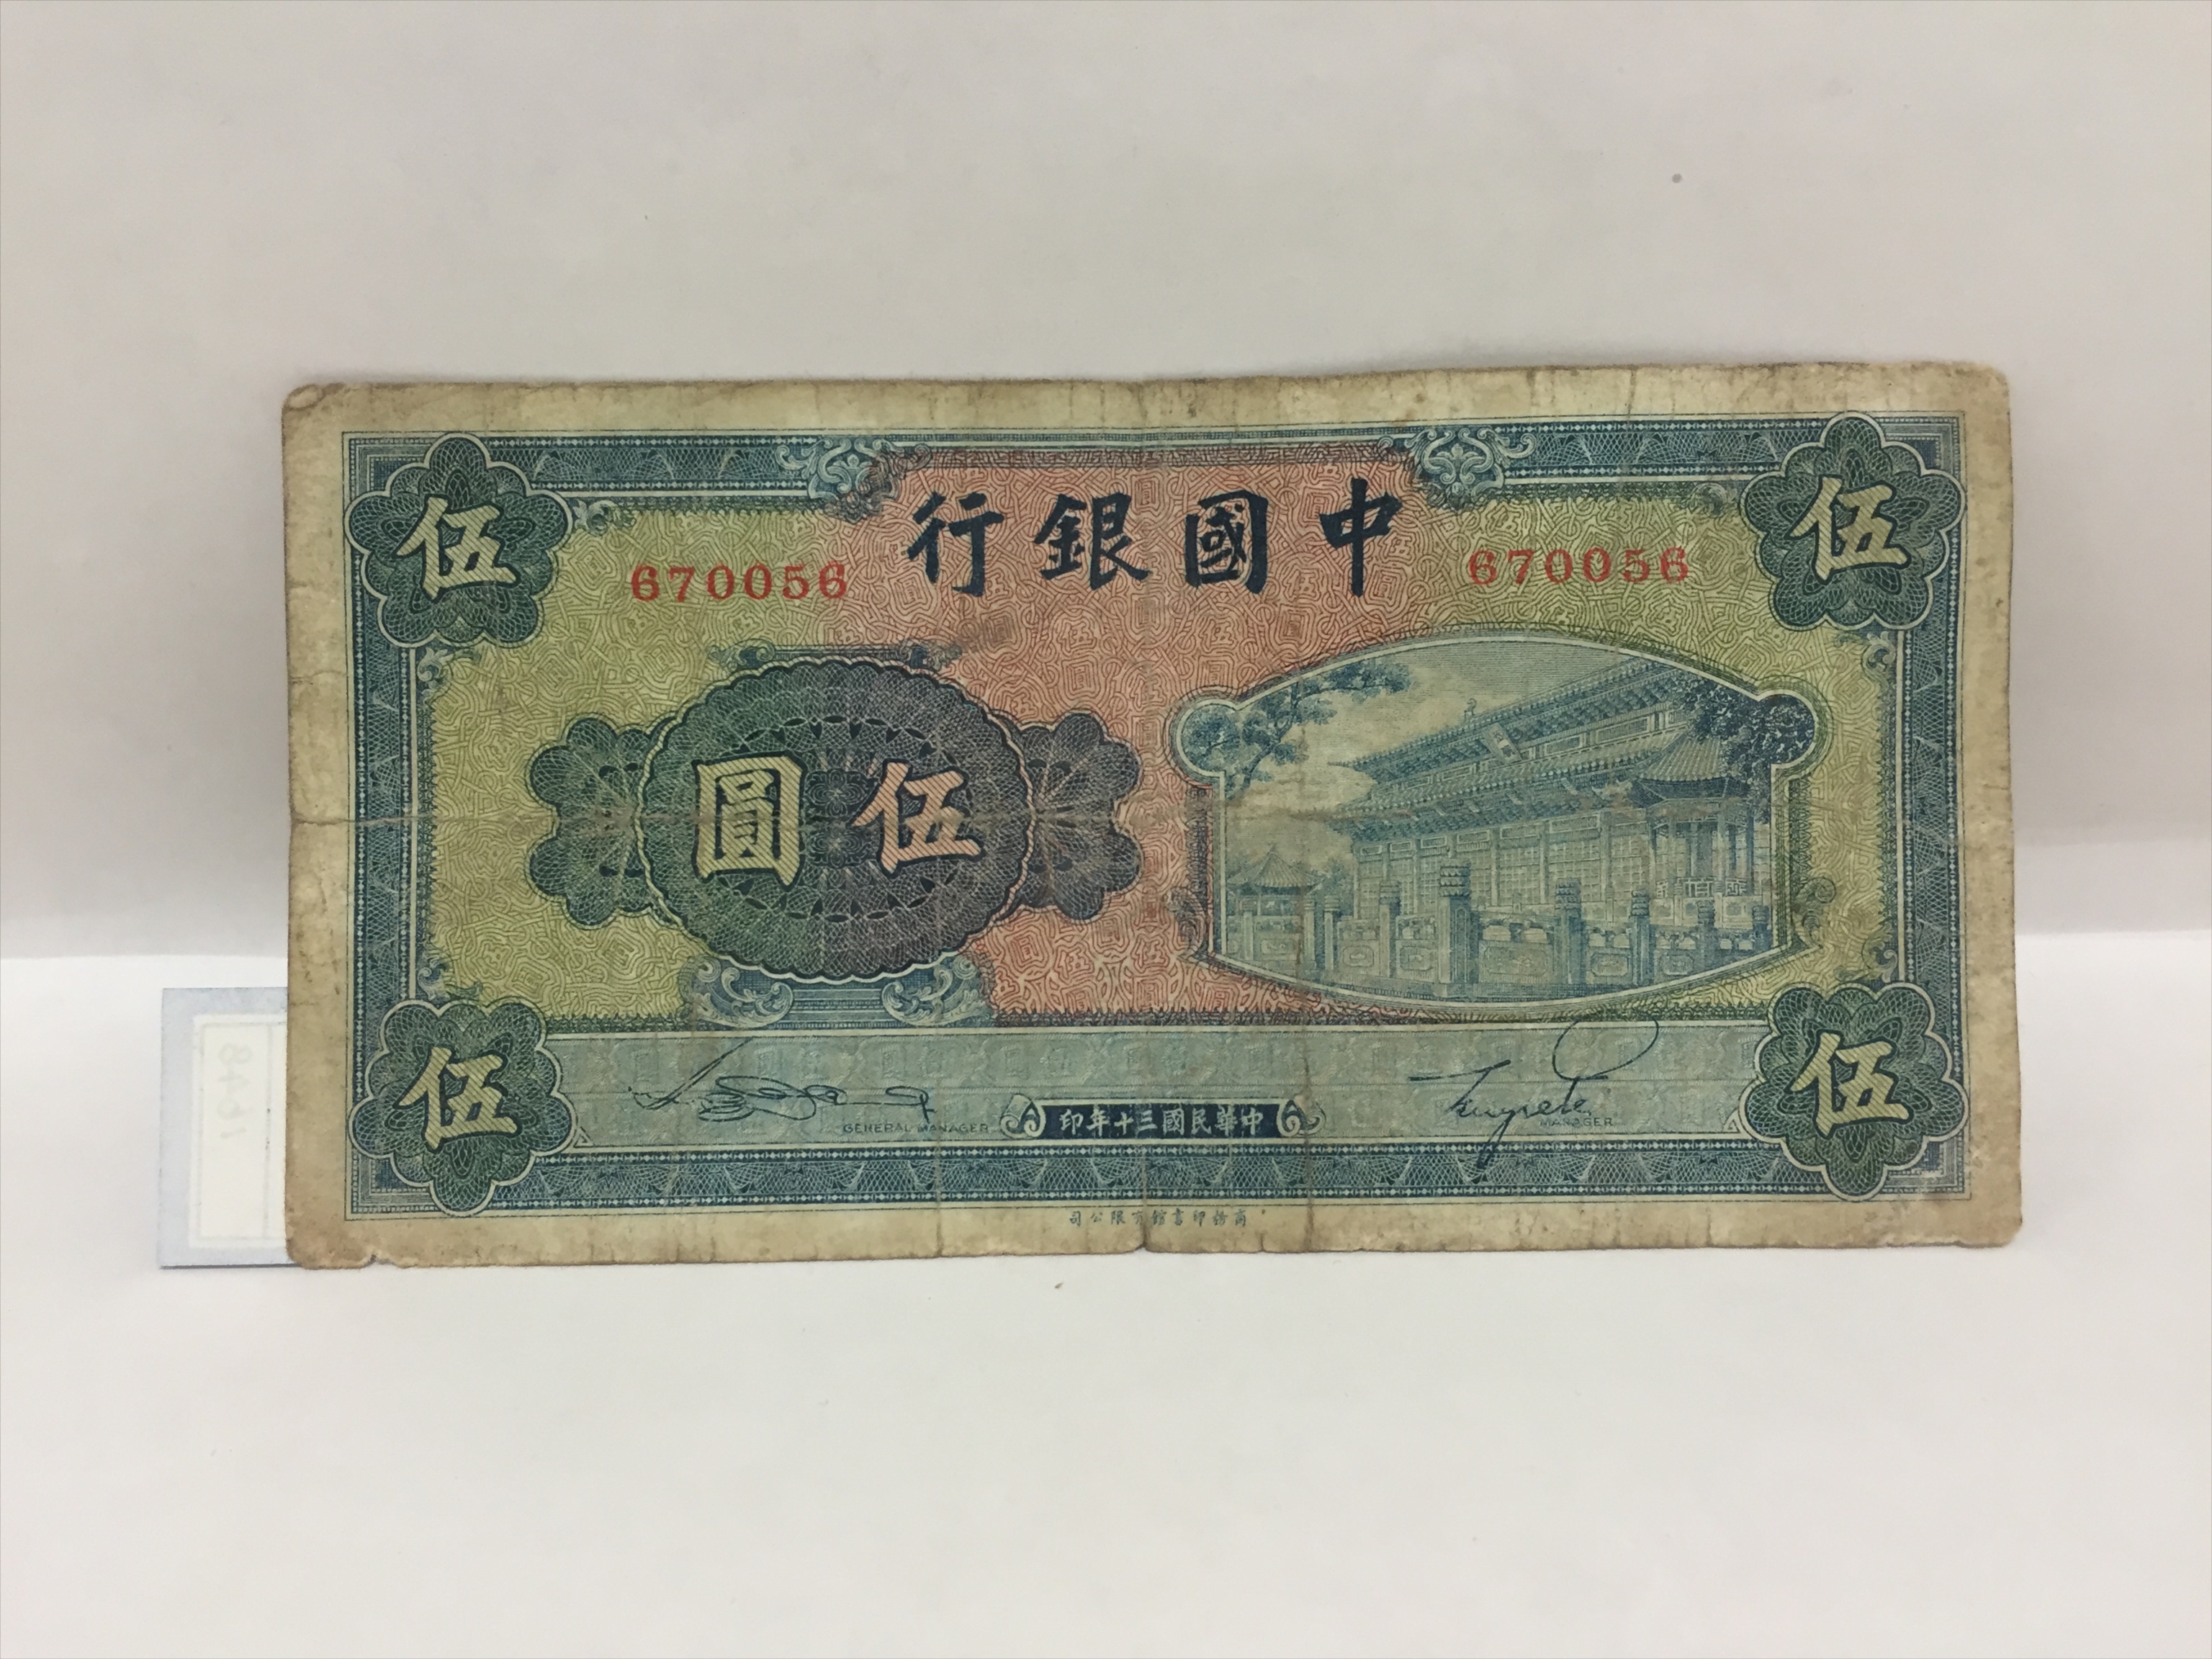 中國銀行
670056
670056
伍
伍
伍圓
伍
伍
GENERAL MANAGER
MANAGER
中華民國三十年印
商務印書館有限公司